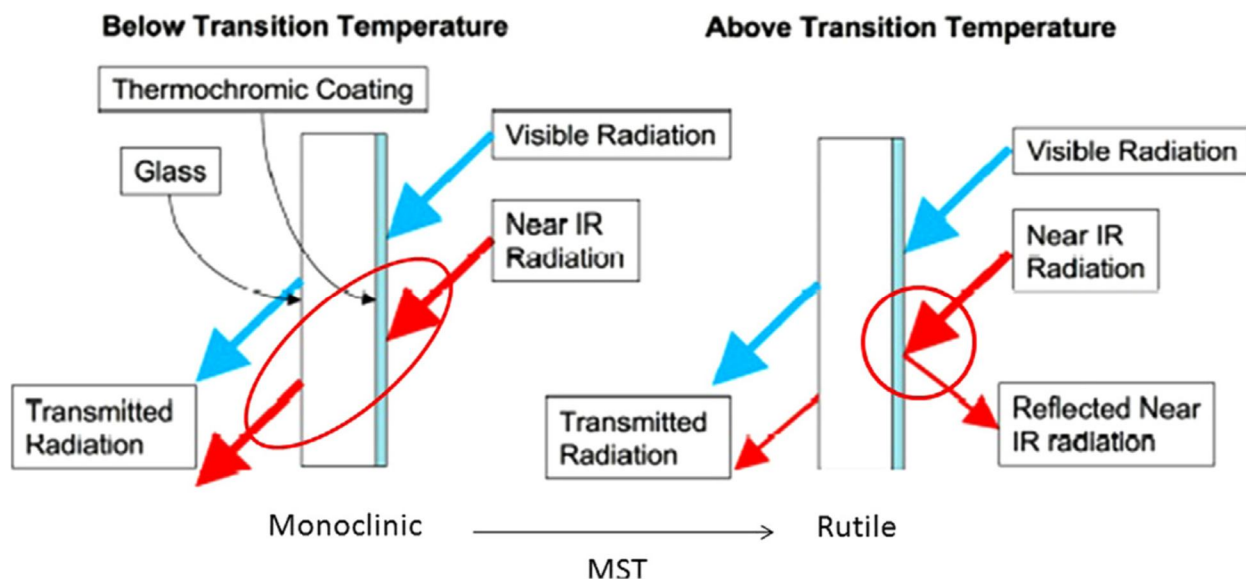 Below Transition Temperature
Above Transition Temperature
Thermochromic Coating
Glass
Visible Radiation
Near IR
Radiation
Transmitted
Radiation
Visible Radiation
Near IR
Radiation
Transmitted
Radiation
Reflected Near
IR radiation
Monoclinic
Rutile
MST